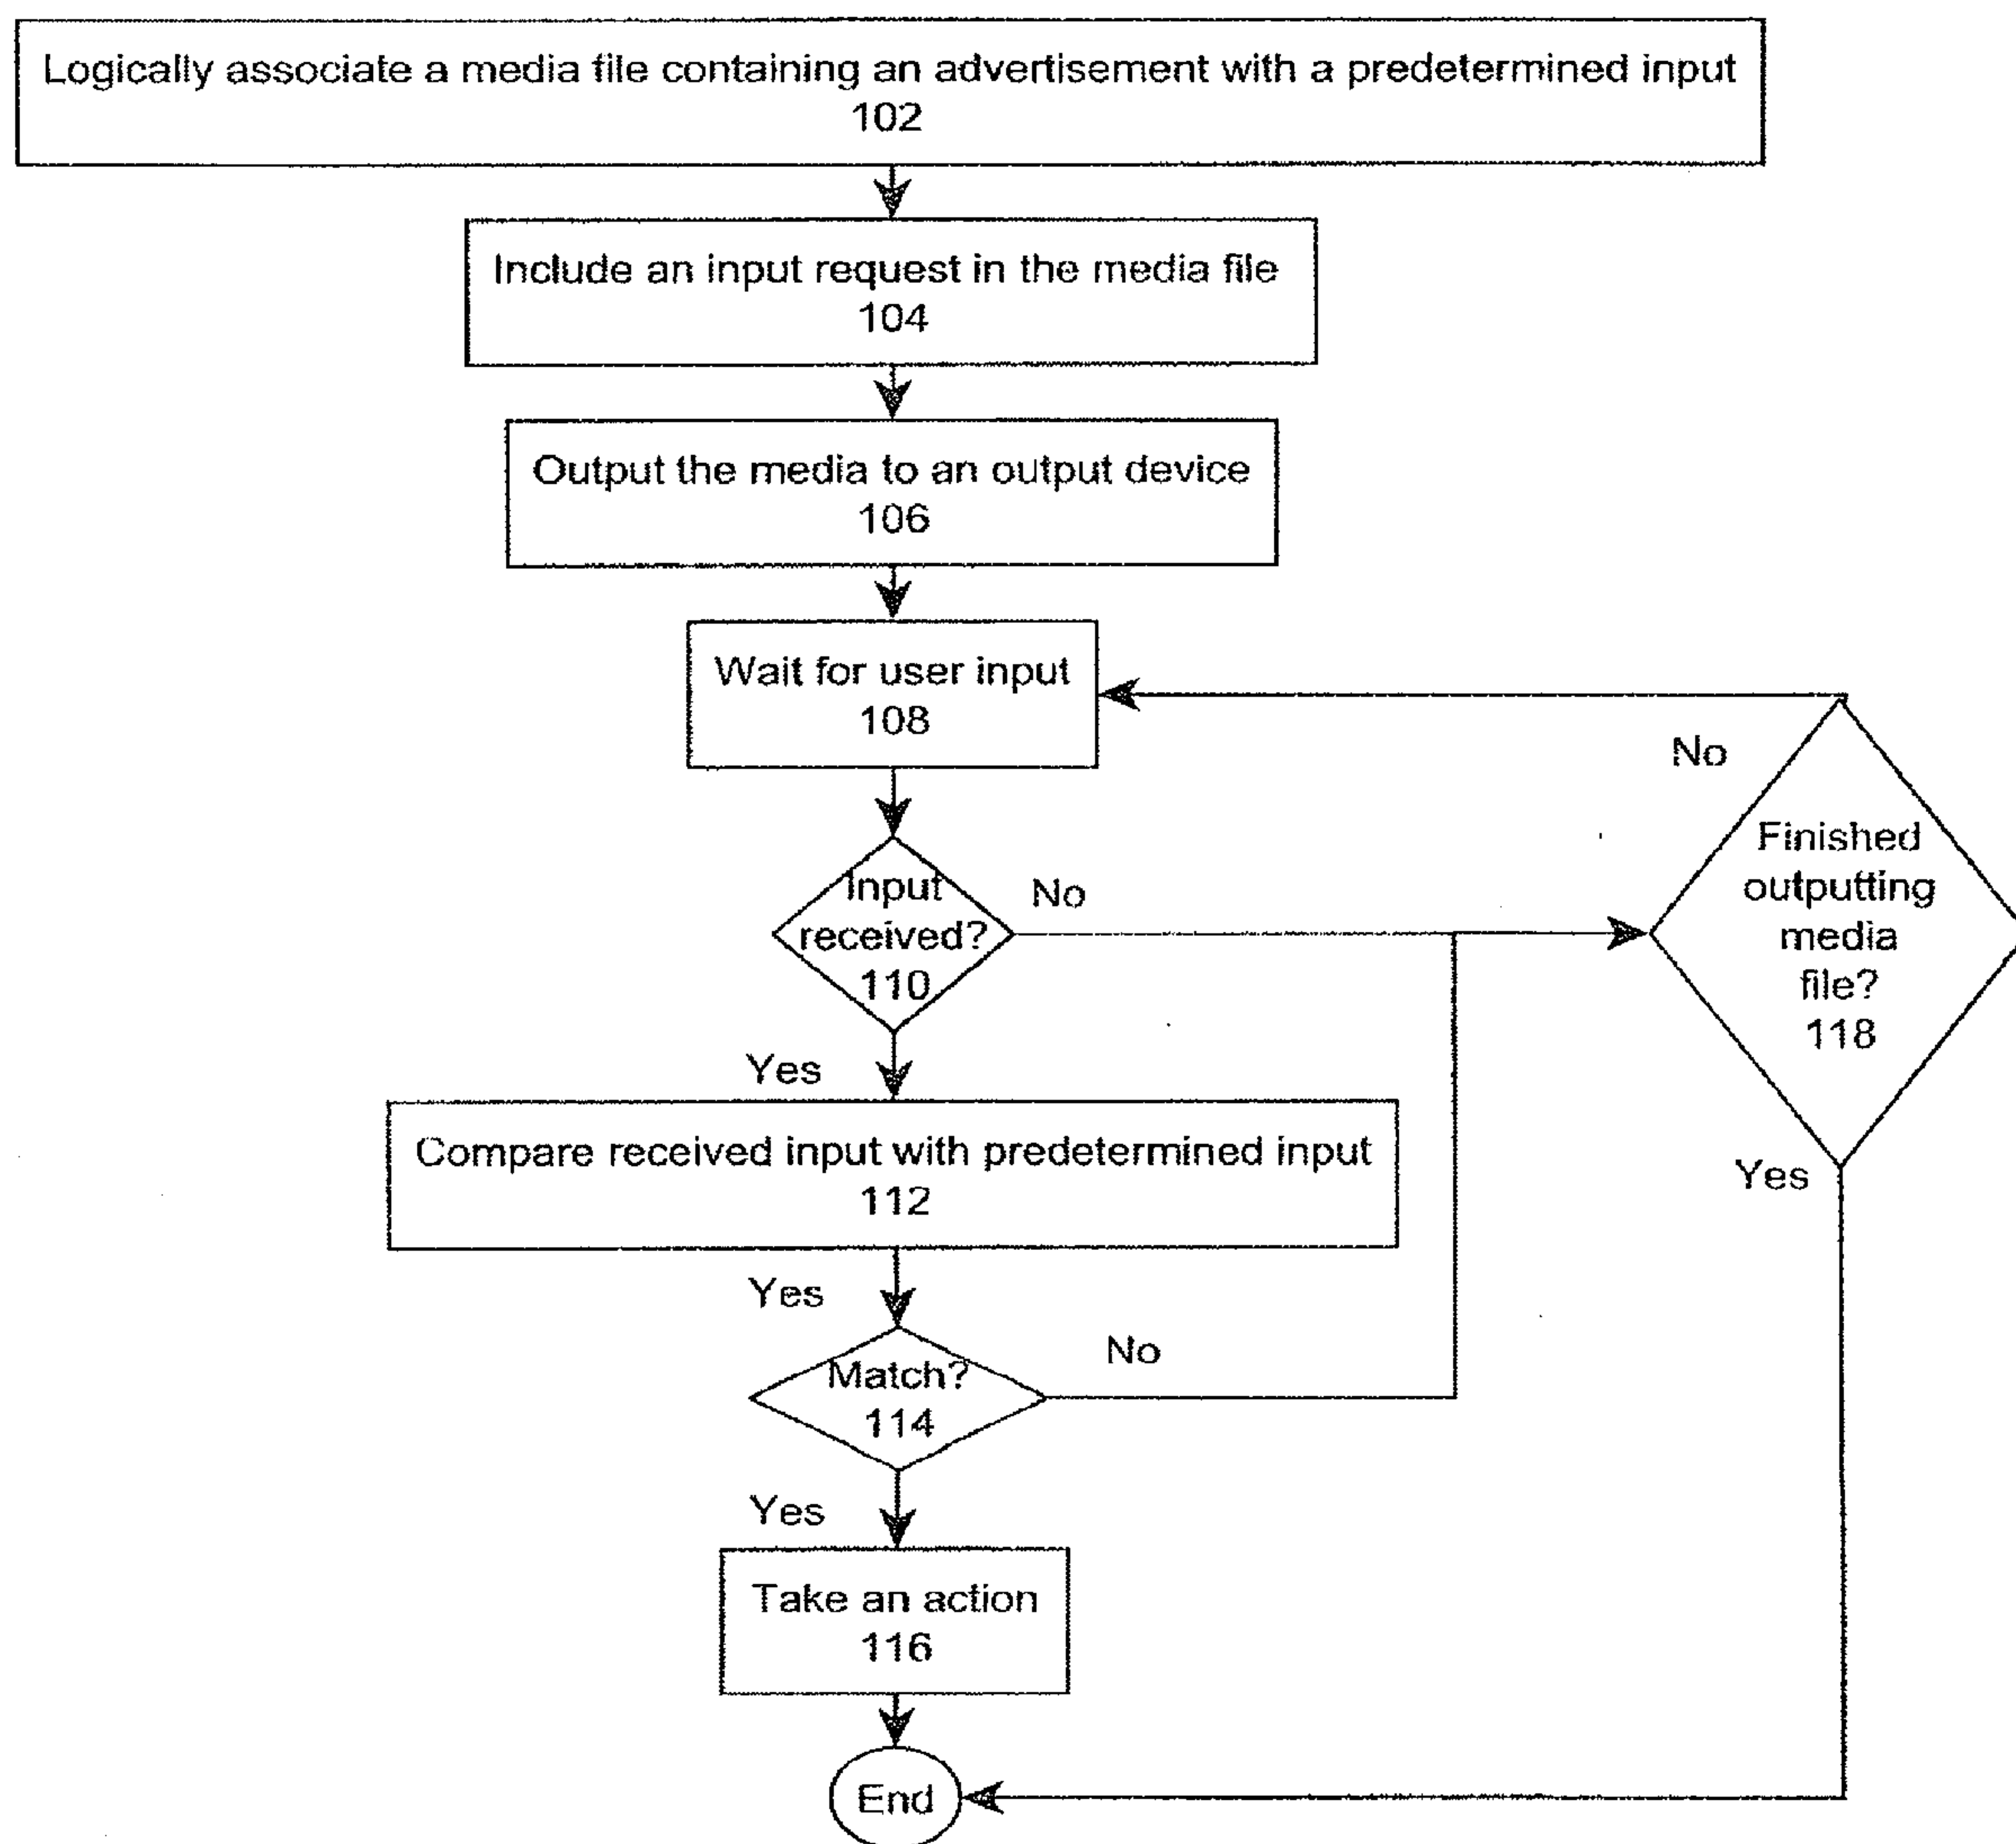 Logically associate a media file containing an advertisement with a predetermined input
102
Include an input request in the media file
104
Output the media to an output device
106
Wait for user input
108
No
Finished
outputting
media
file?
118
Input
received?
110
No
Yes
Yes
Compare received input with predetermined input
112
Yes
Match?
114
No
Yes
Take an action
116
End